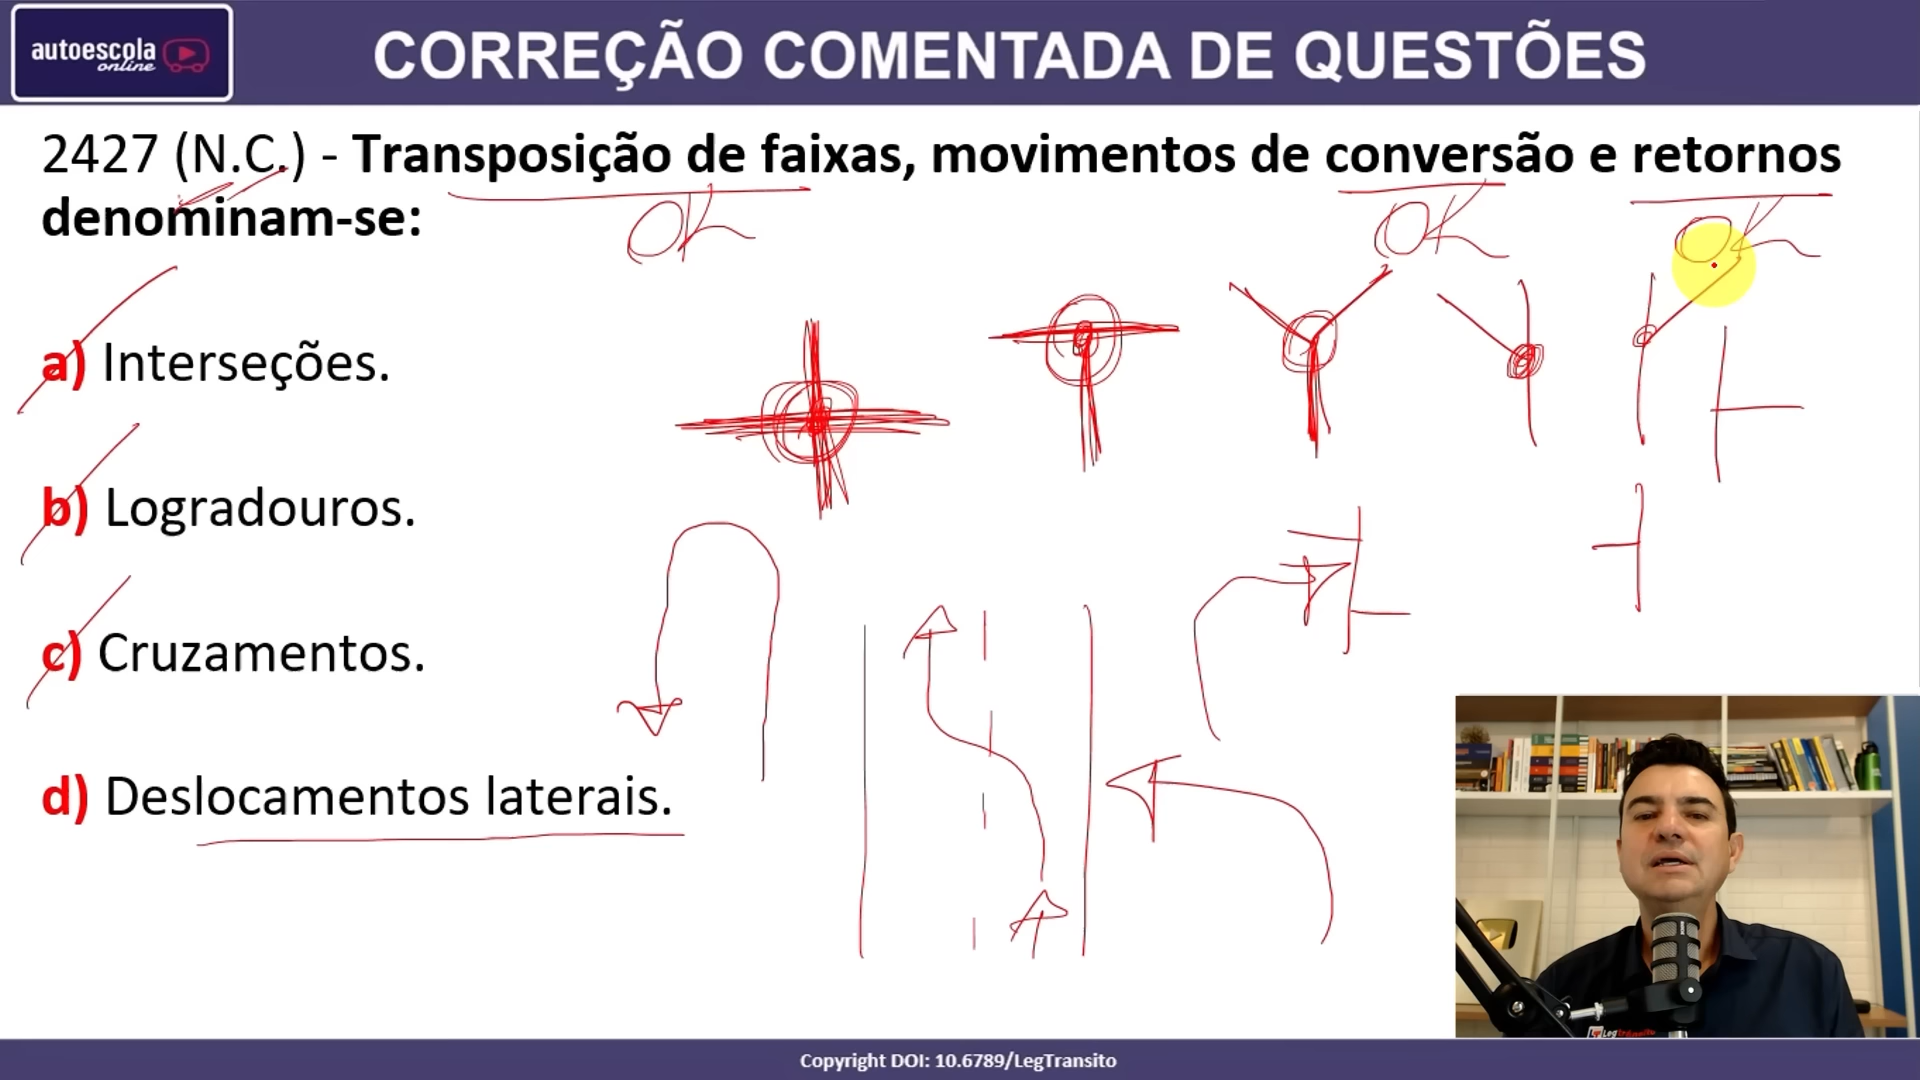 autoescola
online
CORREÇÃO COMENTADA DE QUESTÕES
2427 (N.C.) - Transposição de faixas, movimentos de conversão e retornos
denominam-se:
OK OK OK
a) Interseções.
b) Logradouros.
c) Cruzamentos.
d) Deslocamentos laterais.
LegTrânsito
Copyright DOI: 10.6789/LegTransito